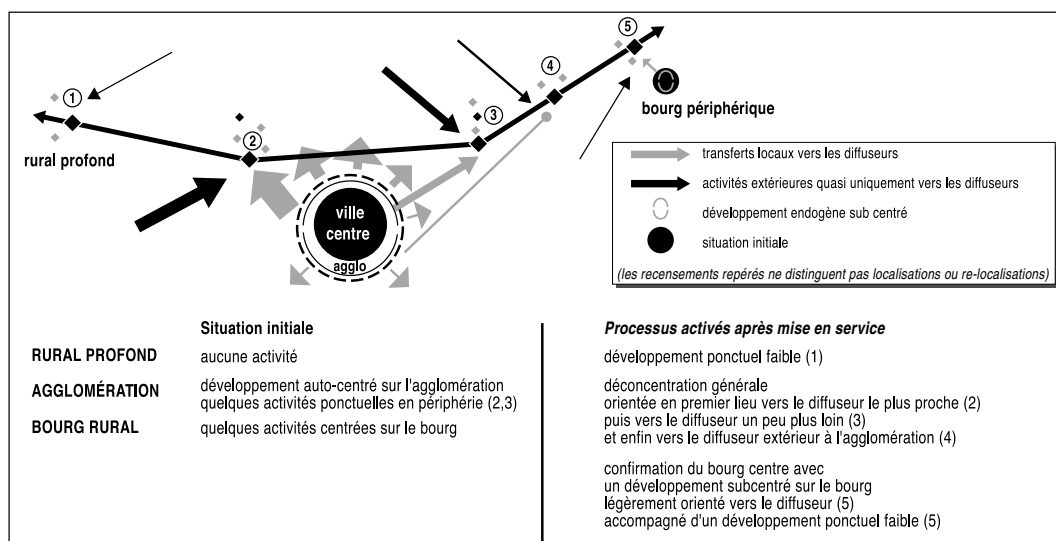 5
4
1
3
bourg périphérique
2
rural profond
transferts locaux vers les diffuseurs
activités extérieures quasi uniquement vers les diffuseurs
ville
centre
développement endogène sub centré
situation initiale
agglo
(les recensements repérés ne distinguent pas localisations ou re-localisations)
Situation initiale
Processus activés après mise en service
RURAL PROFOND
aucune activité
développement ponctuel faible (1)
AGGLOMÉRATION
développement auto-centré sur l'agglomération
quelques activités ponctuelles en périphérie (2,3)
déconcentration générale
orientée en premier lieu vers le diffuseur le plus proche (2)
puis vers le diffuseur un peu plus loin (3)
et enfin vers le diffuseur extérieur à l'agglomération (4)
BOURG RURAL
quelques activités centrées sur le bourg
confirmation du bourg centre avec
un développement subcentré sur le bourg
légèrement orienté vers le diffuseur (5)
accompagné d'un développement ponctuel faible (5)